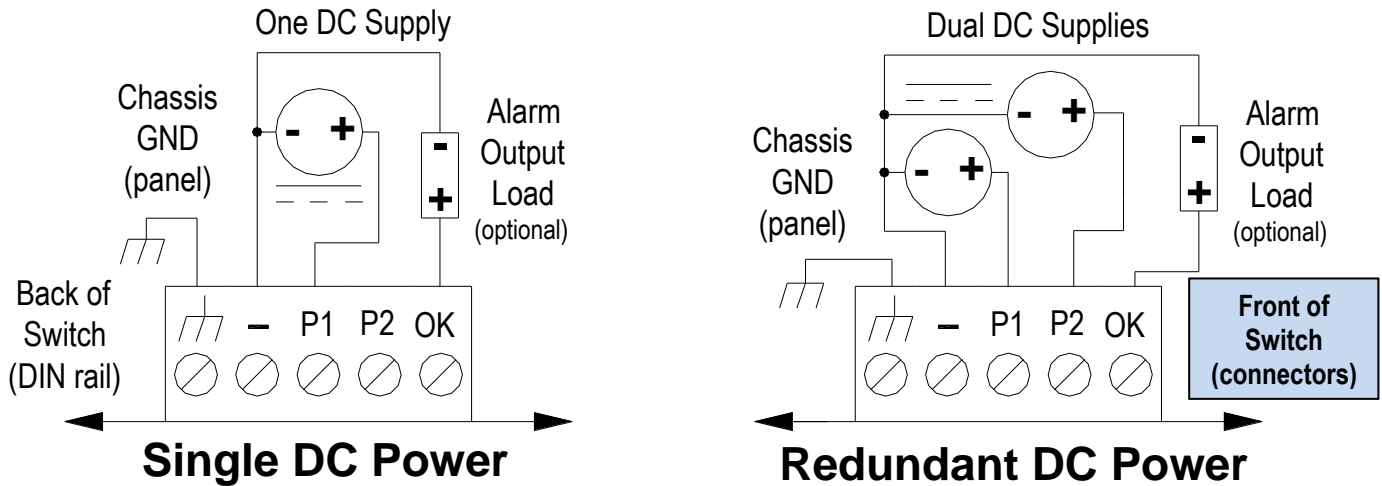 One DC Supply
Chassis
GND
(panel)
- +
-
+
Alarm
Output
Load
(optional)
Back of
Switch
(DIN rail)
– P1 P2 OK
Single DC Power
Dual DC Supplies
Chassis
GND
(panel)
- +
- +
-
+
Alarm
Output
Load
(optional)
– P1 P2 OK
Front of
Switch
(connectors)
Redundant DC Power